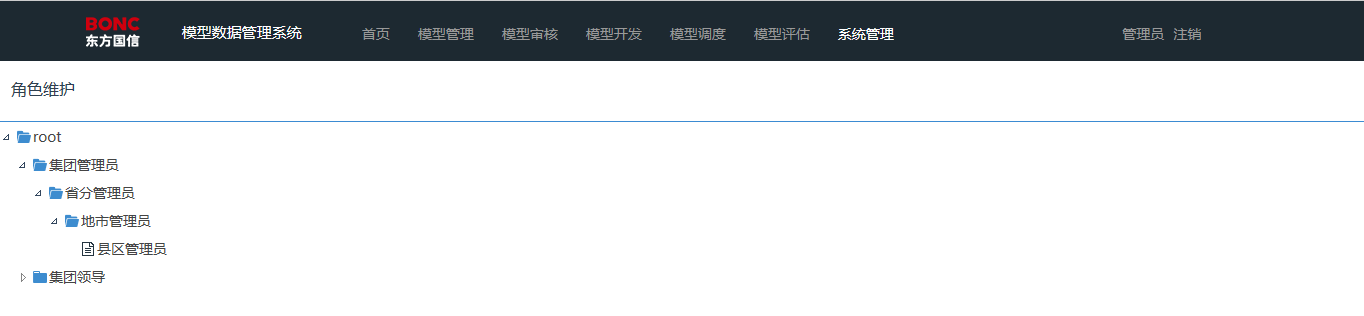 BONC
东方国信
模型数据管理系统 首页 模型管理 模型审核 模型开发 模型调度 模型评估 系统管理 管理员 注销
角色维护
root
集团管理员
省分管理员
地市管理员
县区管理员
集团领导